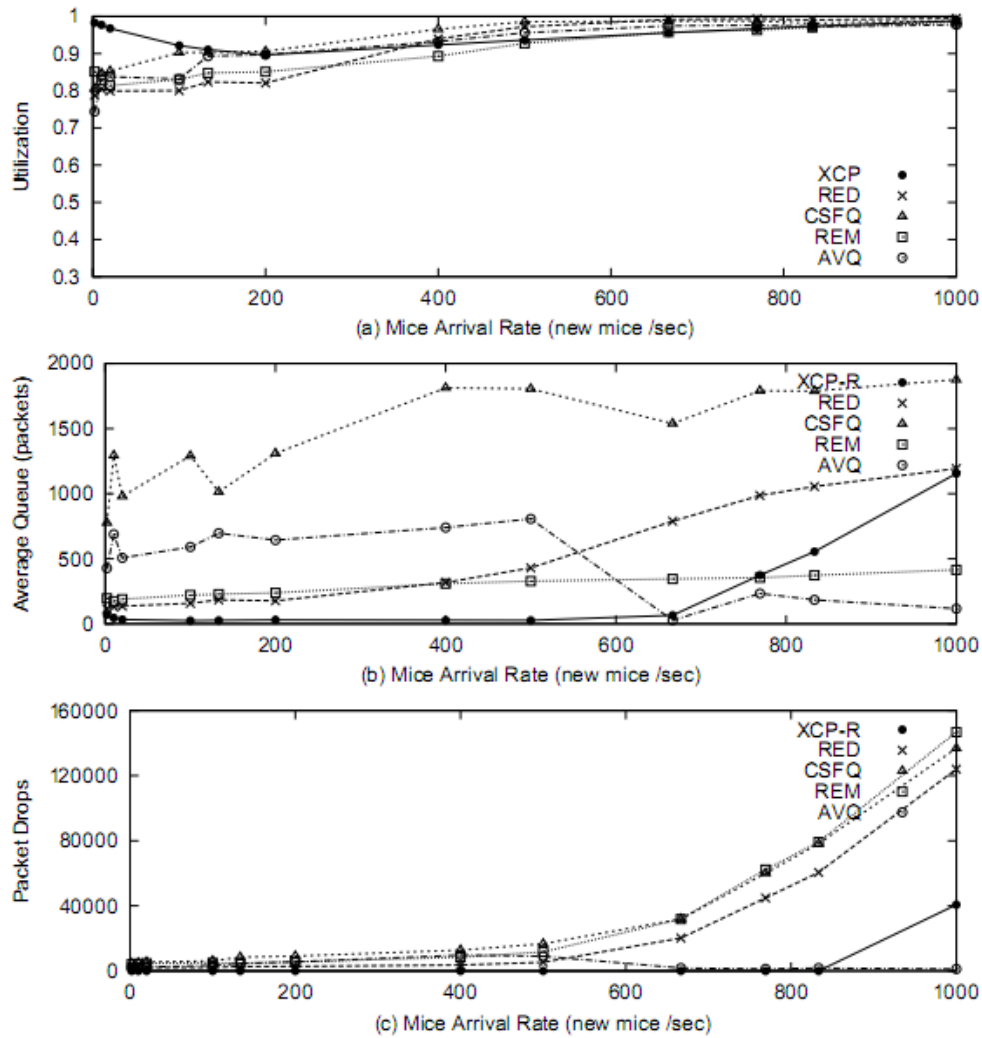 1
0.9
0.8
0.7
0.6
0.5
0.4
0.3
Utilization
XCP
RED
CSFQ
REM
AVQ
0 200 400 600 800 1000
(a) Mice Arrival Rate (new mice /sec)
2000
1500
1000
500
0
Average Queue (packets)
XCP-R
RED
CSFQ
REM
AVQ
0 200 400 600 800 1000
(b) Mice Arrival Rate (new mice /sec)
160000
120000
80000
40000
0
Packet Drops
XCP-R
RED
CSFQ
REM
AVQ
0 200 400 600 800 1000
(c) Mice Arrival Rate (new mice /sec)